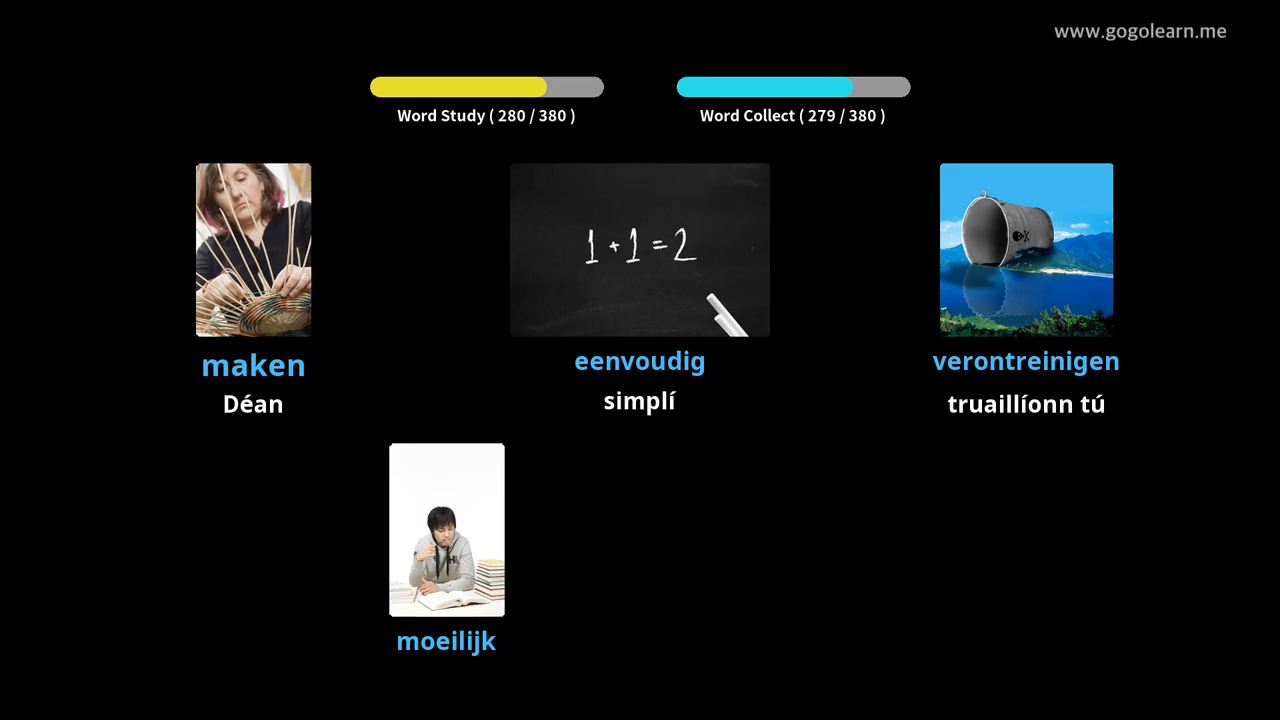 www.gogolearn.me
Word Study ( 280 / 380 )
Word Collect ( 279 / 380 )
1 + 1 = 2
maken
eenvoudig
verontreinigen
Déan
simplí
truaillíonn tú
moeilijk